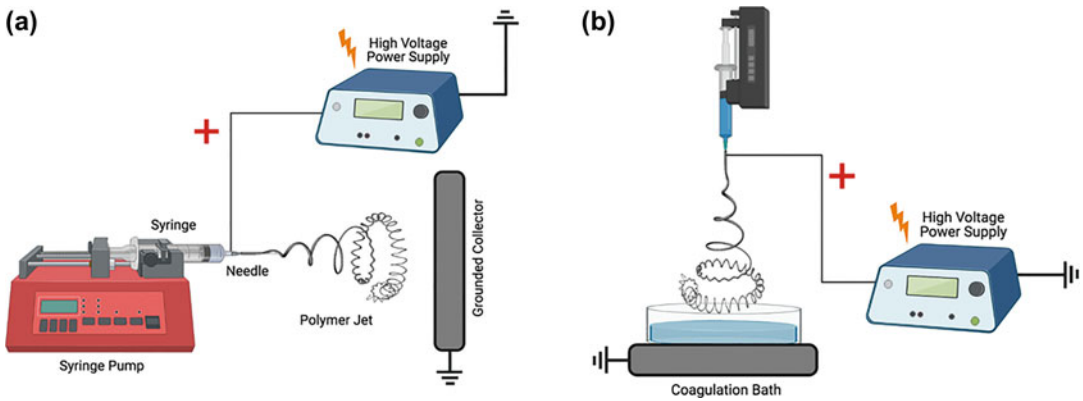 (a)
High Voltage
Power Supply
+
Syringe
Needle
Polymer Jet
Grounded Collector
Syringe Pump
(b)
+
High Voltage
Power Supply
Coagulation Bath